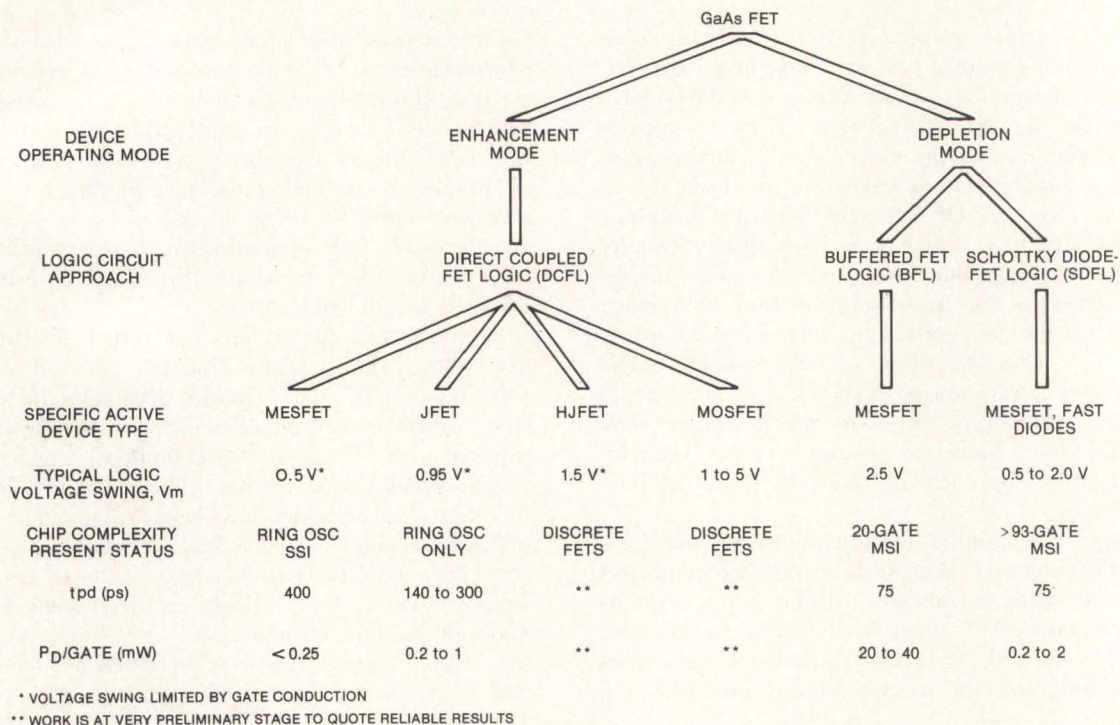 GaAs FET
DEVICE
OPERATING MODE
ENHANCEMENT
MODE
DEPLETION
MODE
LOGIC CIRCUIT
APPROACH
DIRECT COUPLED
FET LOGIC (DCFL)
BUFFERED FET
LOGIC (BFL)
SCHOTTKY DIODE-
FET LOGIC (SDFL)
SPECIFIC ACTIVE
DEVICE TYPE
MESFET
JFET
HJFET
MOSFET
MESFET
MESFET, FAST
DIODES
TYPICAL LOGIC
VOLTAGE SWING, Vm
0.5 V*
0.95 V*
1.5 V*
1 to 5 V
2.5 V
0.5 to 2.0 V
CHIP COMPLEXITY
PRESENT STATUS
RING OSC
SSI
RING OSC
ONLY
DISCRETE
FETS
DISCRETE
FETS
20-GATE
MSI
>93-GATE
MSI
tpd (ps)
400
140 to 300
**
**
75
75
PD/GATE (mW)
< 0.25
0.2 to 1
**
**
20 to 40
0.2 to 2
* VOLTAGE SWING LIMITED BY GATE CONDUCTION
** WORK IS AT VERY PRELIMINARY STAGE TO QUOTE RELIABLE RESULTS